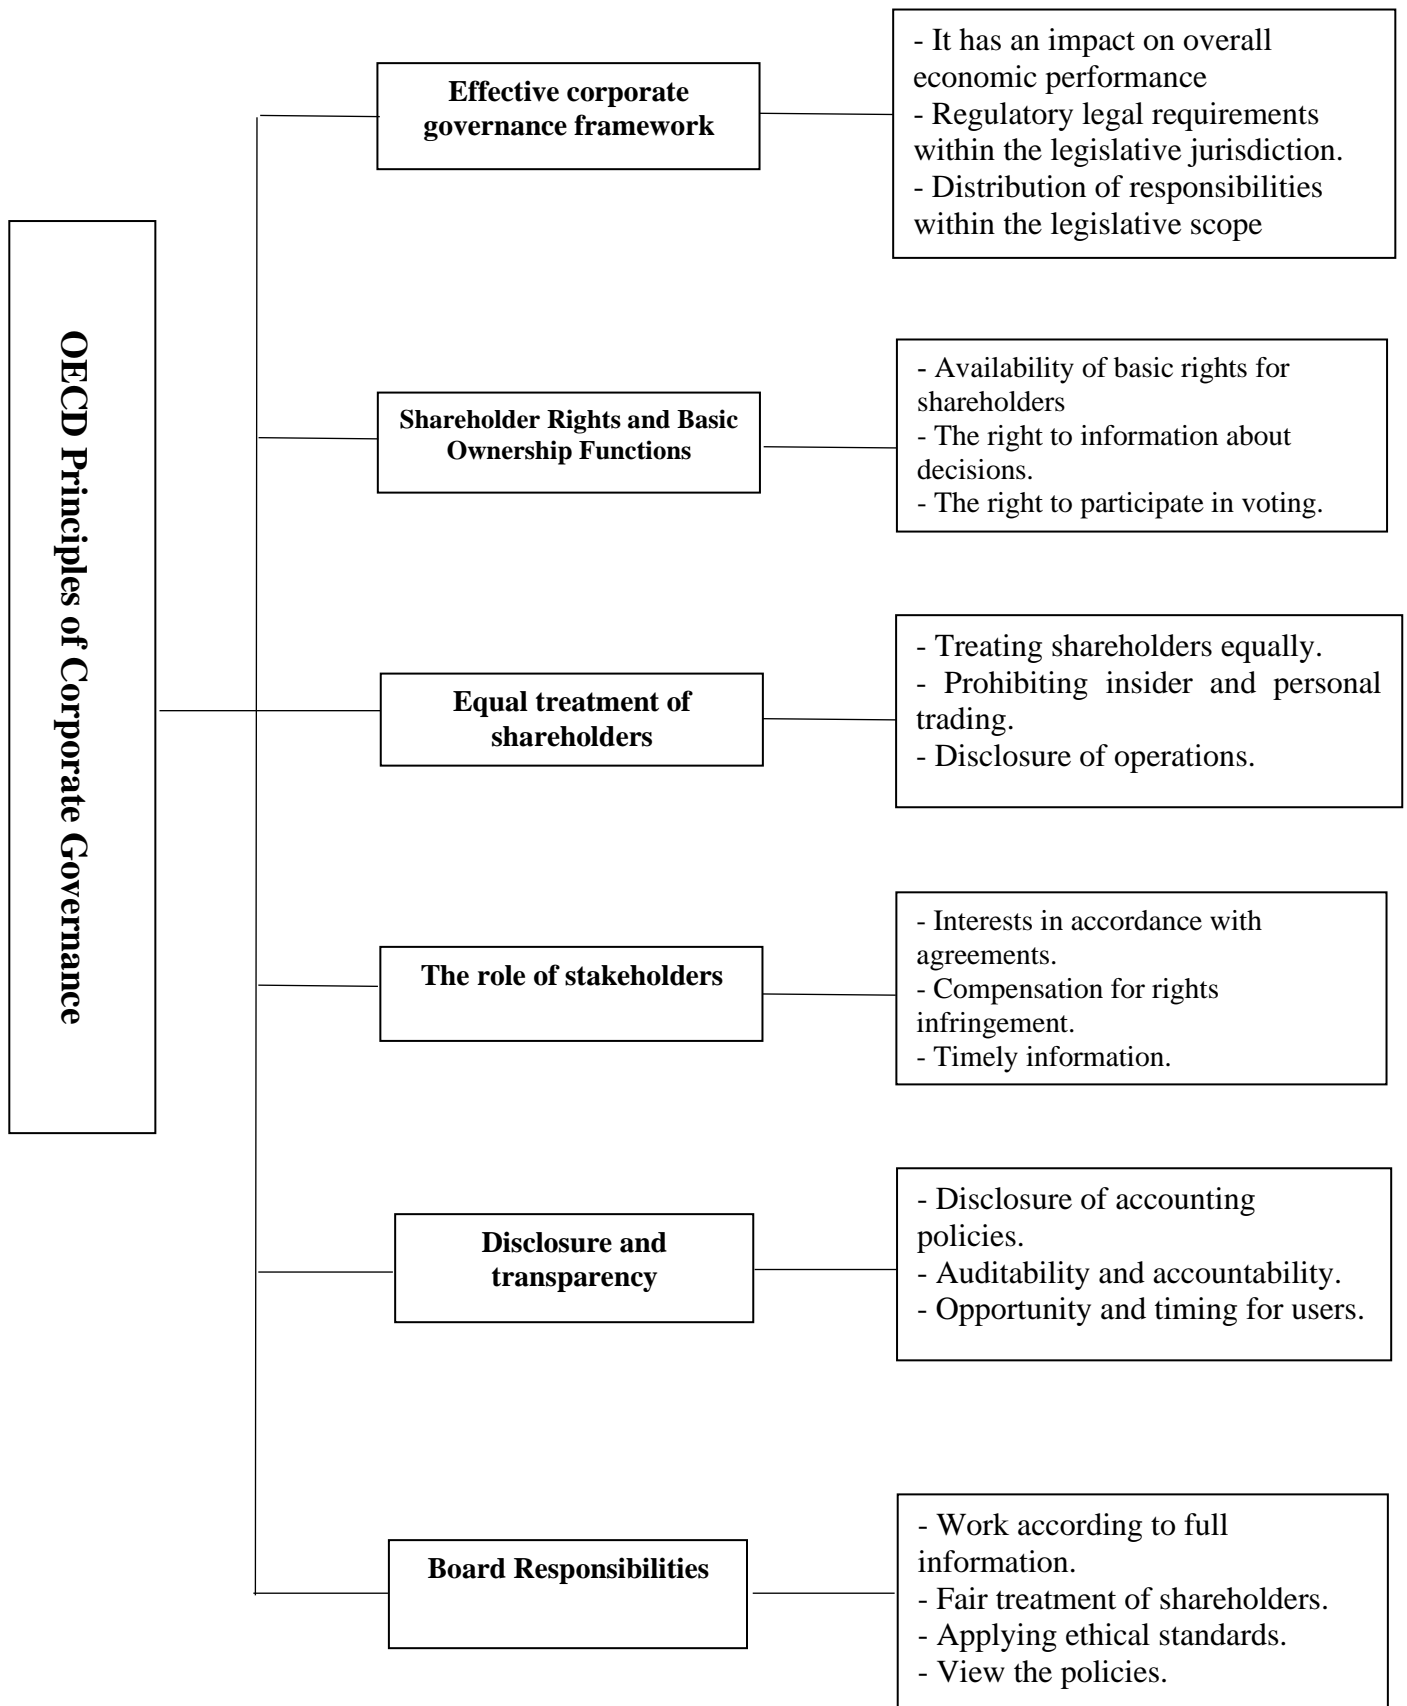 OECD Principles of Corporate Governance
Effective corporate
governance framework
- It has an impact on overall
economic performance
- Regulatory legal requirements
within the legislative jurisdiction.
- Distribution of responsibilities
within the legislative scope
Shareholder Rights and Basic
Ownership Functions
- Availability of basic rights for
shareholders
- The right to information about
decisions.
- The right to participate in voting.
Equal treatment of
shareholders
- Treating shareholders equally.
- Prohibiting insider and personal
trading.
- Disclosure of operations.
The role of stakeholders
- Interests in accordance with
agreements.
- Compensation for rights
infringement.
- Timely information.
Disclosure and
transparency
- Disclosure of accounting
policies.
- Auditability and accountability.
- Opportunity and timing for users.
Board Responsibilities
- Work according to full
information.
- Fair treatment of shareholders.
- Applying ethical standards.
- View the policies.